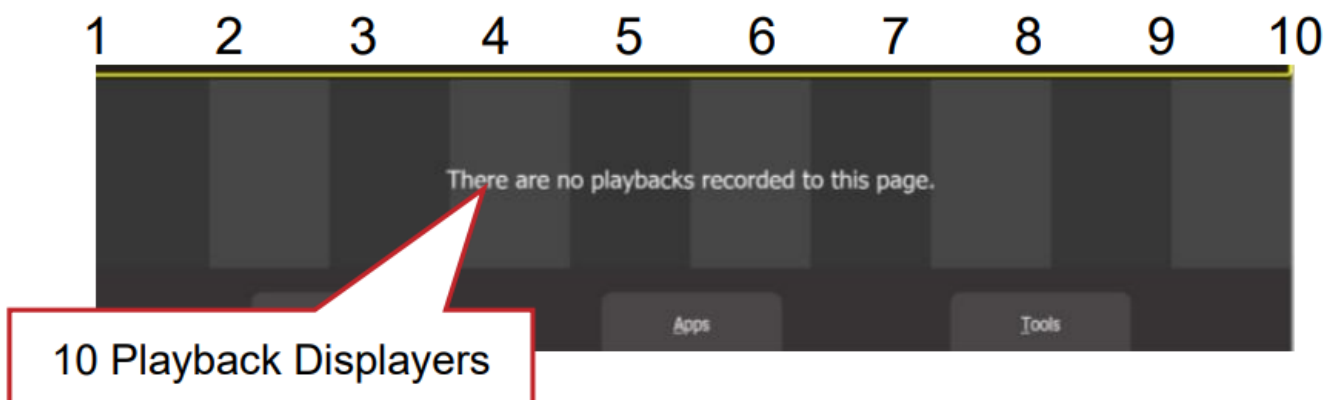 1 2 3 4 5 6 7 8 9 10
There are no playbacks recorded to this page.
Apps
Tools
10 Playback Displayers